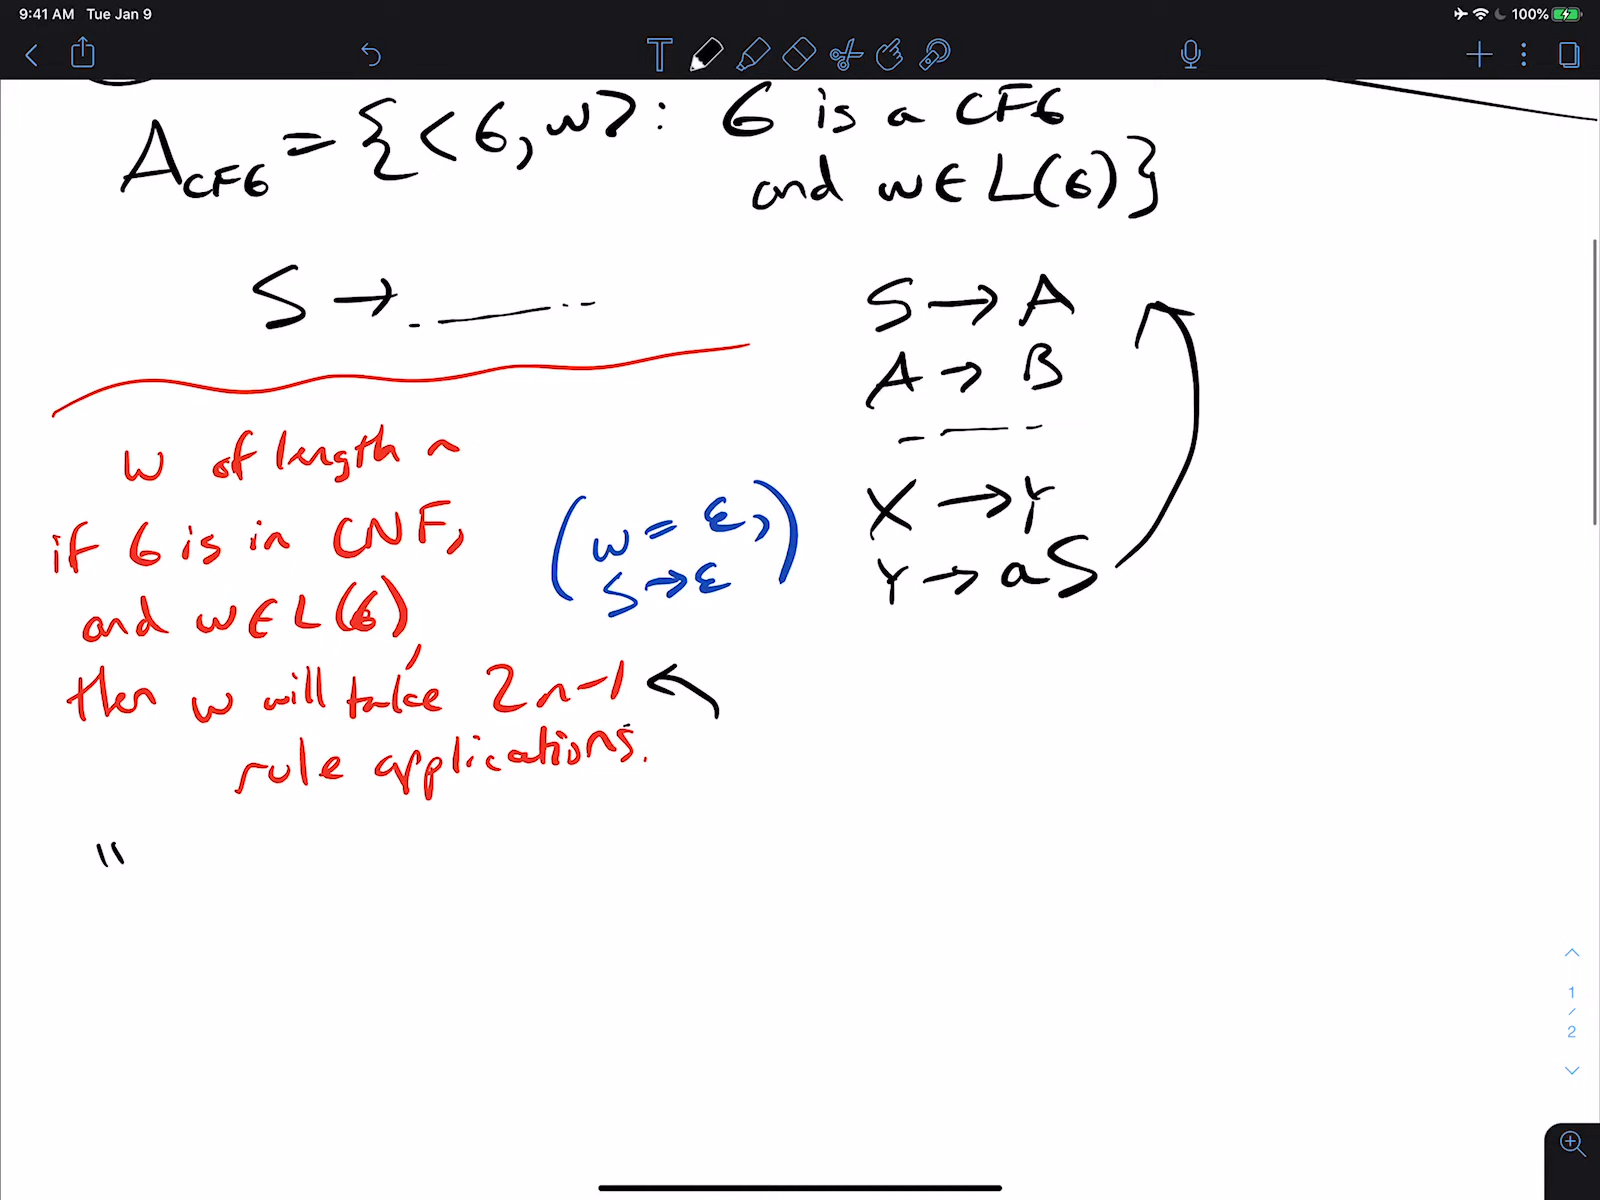 9:41 AM Tue Jan 9
100%
A_CFG = {<G, w>: G is a CFG
and w ∈ L(G)}
S →
S → A
A → B
X → Y
Y → aS
w of length n
if G is in CNF,
and w ∈ L(G),
then w will take 2n-1
rule applications.
(w = ε,
S → ε)
"
1
/
2